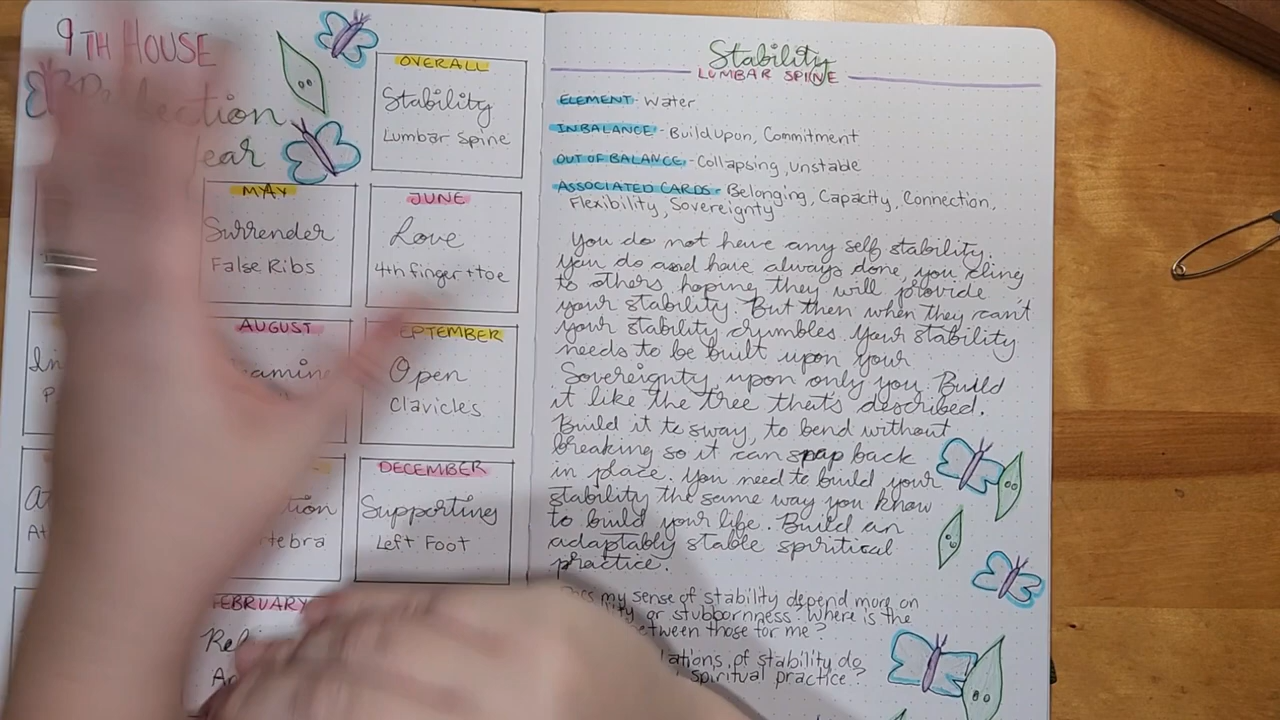 9TH HOUSE
OVERALL
Stability
Lumbar Spine
MAY
Surrender
False Ribs
JUNE
Love
4th finger + toe
AUGUST
SEPTEMBER
Open
Clavicles
DECEMBER
Supporting
Left Foot
FEBRUARY
Stability
LUMBAR SPINE
ELEMENT - Water
IN BALANCE - Build Upon, Commitment
OUT OF BALANCE - Collapsing, unstable
ASSOCIATED CARDS - Belonging, Capacity, Connection,
Flexibility, Sovereignty
You do not have any self stability.
You do and have always done, you cling
to others hoping they will provide
your stability. But then when they can't
your stability crumbles. Your stability
needs to be built upon your
Sovereignty, upon only you. Build
it like the tree that's described.
Build it to sway, to bend without
breaking so it can snap back
in place. You need to build your
stability the same way you know
to build your life. Build an
adaptably stable spiritical
practice.
my sense of stability depend more on
or stubbornness? Where is the
between those for me?
of stability do
spiritual practice?